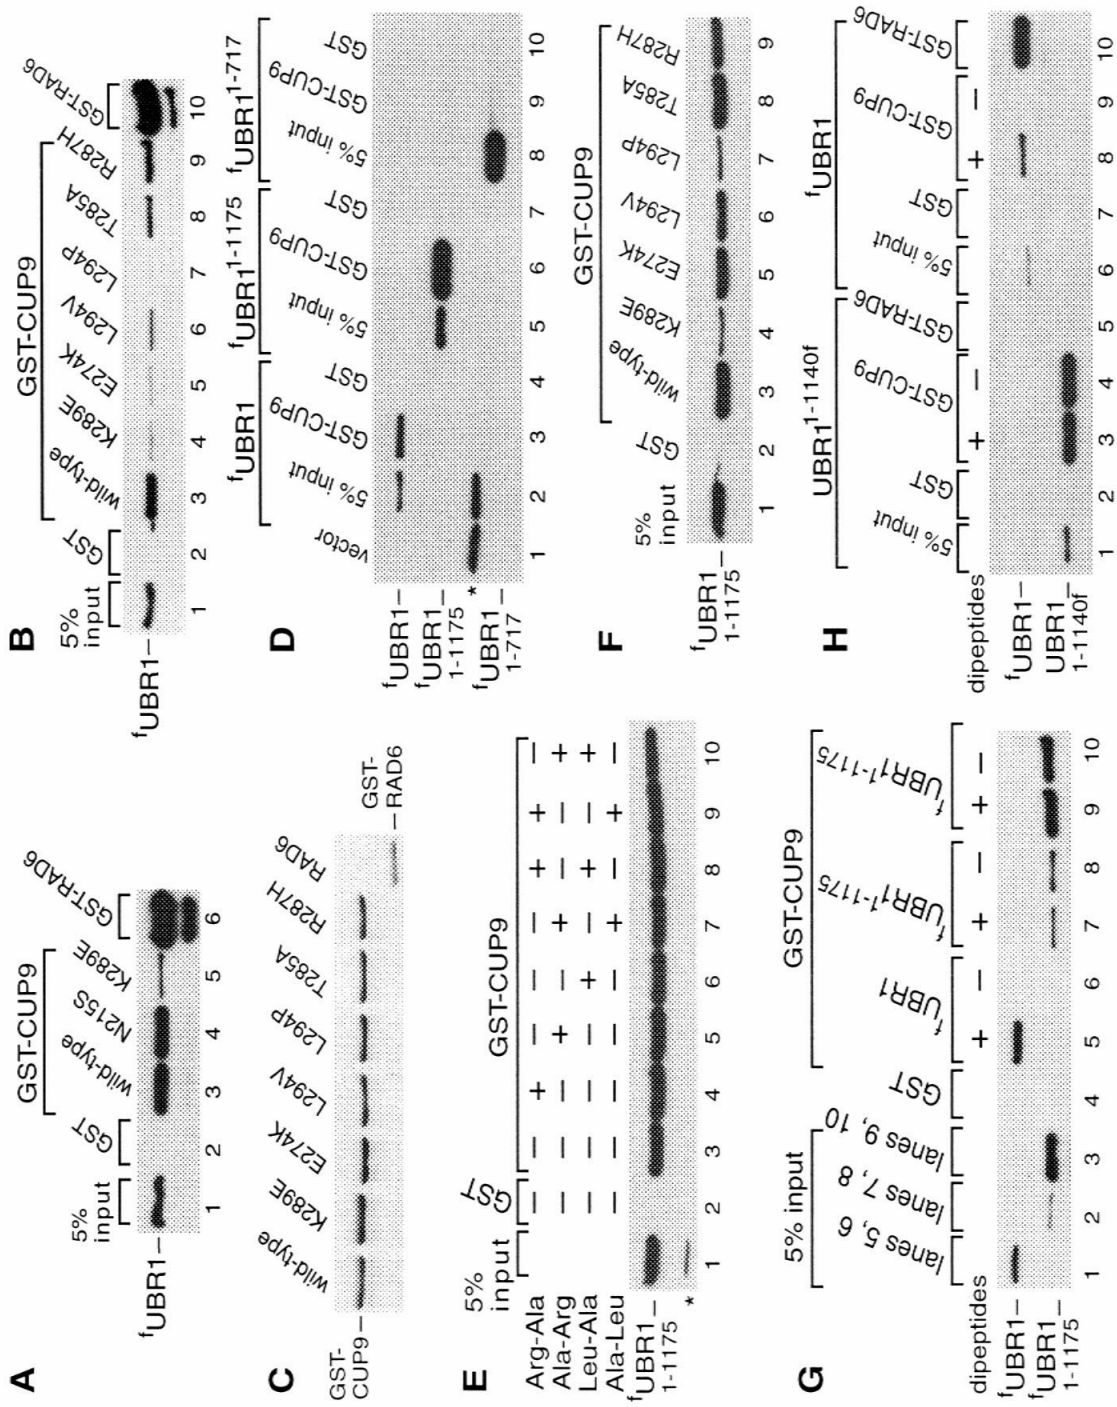 A
GST-CUP9
5% input
GST
wild-type
N215S
K289E
GST-RAD6
fUBR1
1 2 3 4 5 6
B
GST-CUP9
5% input
GST
wild-type
K289E
E274K
L294V
L294P
T285A
R287H
GST-RAD6
fUBR1
1 2 3 4 5 6 7 8 9 10
C
wild-type
K289E
E274K
L294V
L294P
T285A
R287H
RAD6
GST-
CUP9
GST-
RAD6
D
fUBR1 fUBR1 1-1175 fUBR1 1-717
vector
5% input
GST-CUP9
GST
5% input
GST-CUP9
GST
5% input
GST-CUP9
GST
fUBR1
fUBR1
1-1175
*
fUBR1
1-717
1 2 3 4 5 6 7 8 9 10
E
5% input
GST
GST-CUP9
Arg-Ala — — + — — — + + —
Ala-Arg — — — + — + — — +
Leu-Ala — — — — + — + — +
Ala-Leu — — — — — + — + —
fUBR1
1-1175
*
1 2 3 4 5 6 7 8 9 10
F
GST-CUP9
5% input
GST
wild-type
K289E
E274K
L294V
L294P
T285A
R287H
fUBR1
1-1175
1 2 3 4 5 6 7 8 9
G
GST-CUP9
5% input
lanes 5, 6
lanes 7, 8
lanes 9, 10
GST
fUBR1
fUBR1 1-1175
fUBR1 1-1175
dipeptides + — + — + —
fUBR1
fUBR1
1-1175
1 2 3 4 5 6 7 8 9 10
H
UBR1 1-1140f fUBR1
5% input
GST
GST-CUP9
GST-RAD6
5% input
GST
GST-CUP9
GST-RAD6
dipeptides + — + —
fUBR1
UBR1
1-1140f
1 2 3 4 5 6 7 8 9 10